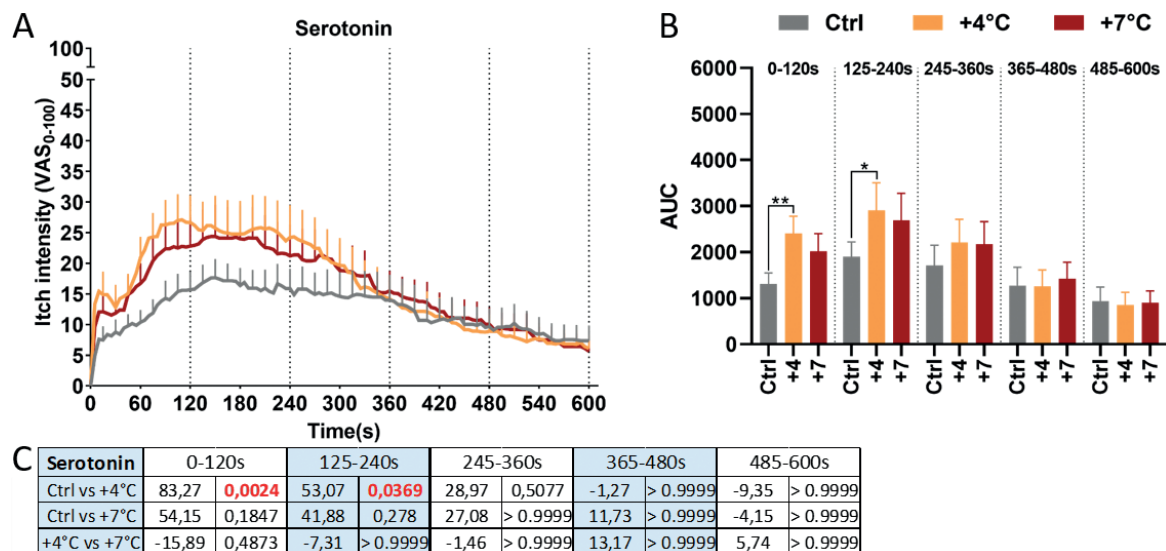 A
Serotonin
Itch intensity (VAS0-100)
100
50
45
40
35
30
25
20
15
10
5
0
0 60 120 180 240 300 360 420 480 540 600
Time(s)
B
Ctrl +4°C +7°C
0-120s 125-240s 245-360s 365-480s 485-600s
AUC
6000
5000
4000
3000
2000
1000
0
** *
Ctrl +4 +7 Ctrl +4 +7 Ctrl +4 +7 Ctrl +4 +7 Ctrl +4 +7
C
Serotonin 0-120s 125-240s 245-360s 365-480s 485-600s
Ctrl vs +4°C 83,27 0,0024 53,07 0,0369 28,97 0,5077 -1,27 > 0.9999 -9,35 > 0.9999
Ctrl vs +7°C 54,15 0,1847 41,88 0,278 27,08 > 0.9999 11,73 > 0.9999 -4,15 > 0.9999
+4°C vs +7°C -15,89 0,4873 -7,31 > 0.9999 -1,46 > 0.9999 13,17 > 0.9999 5,74 > 0.9999